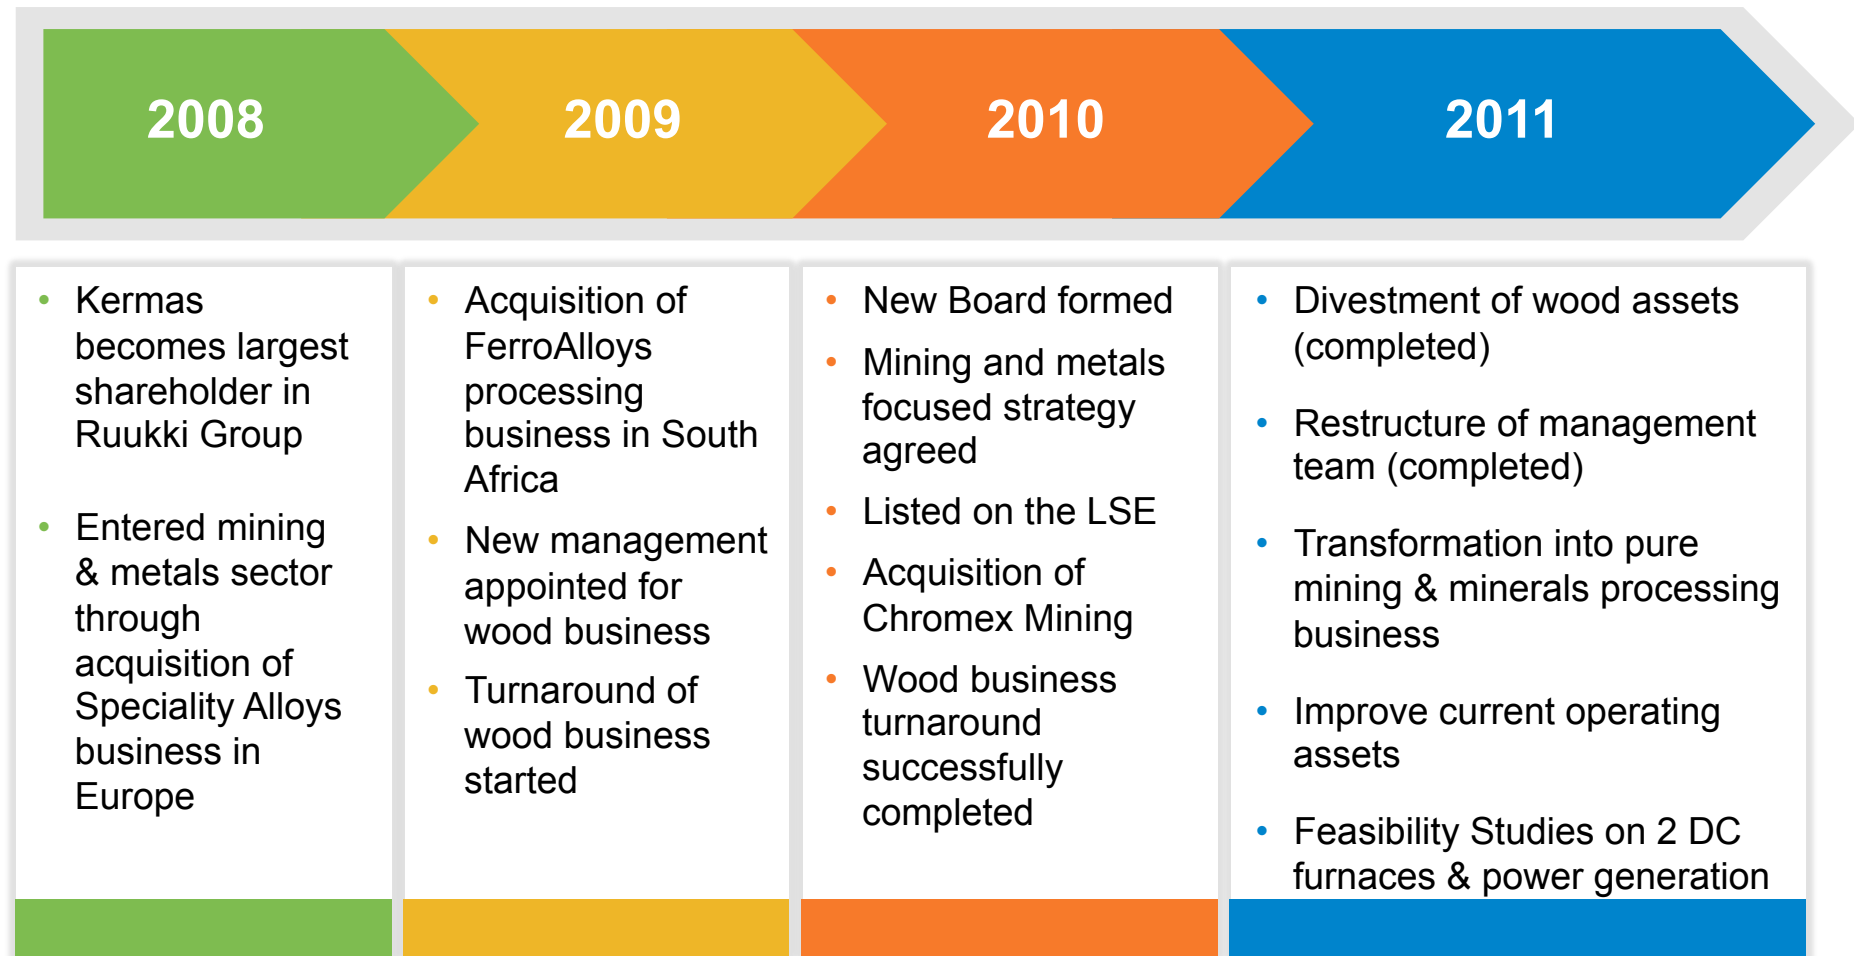 2008
2009
2010
2011
• Kermas
becomes largest
shareholder in
Ruukki Group
• Entered mining
& metals sector
through
acquisition of
Speciality Alloys
business in
Europe
• Acquisition of
FerroAlloys
processing
business in South
Africa
• New management
appointed for
wood business
• Turnaround of
wood business
started
• New Board formed
• Mining and metals
focused strategy
agreed
• Listed on the LSE
• Acquisition of
Chromex Mining
• Wood business
turnaround
successfully
completed
• Divestment of wood assets
(completed)
• Restructure of management
team (completed)
• Transformation into pure
mining & minerals processing
business
• Improve current operating
assets
• Feasibility Studies on 2 DC
furnaces & power generation